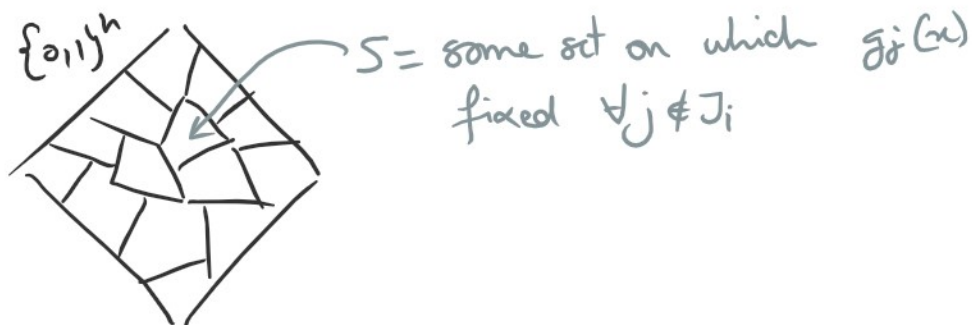 {0,1}^n
S = some set on which g_j(x)
fixed ∀j ∉ J_i